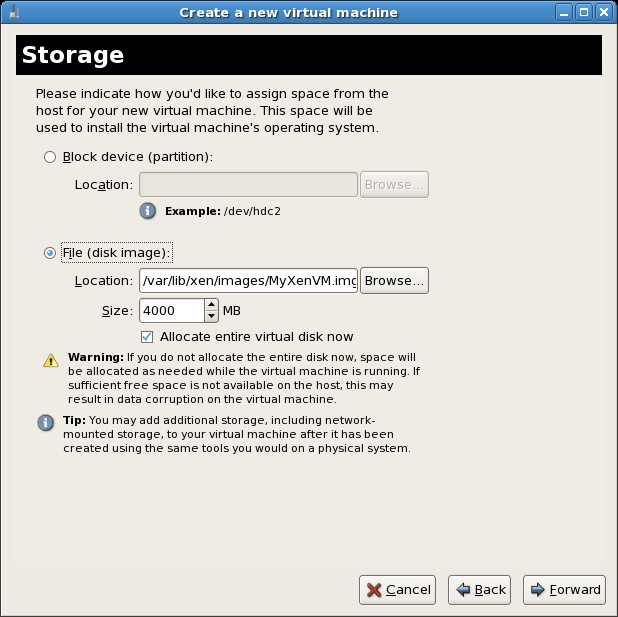 Create a new virtual machine
Storage
Please indicate how you'd like to assign space from the
host for your new virtual machine. This space will be
used to install the virtual machine's operating system.
Block device (partition):
Location:
Browse...
Example: /dev/hdc2
File (disk image):
Location: /var/lib/xen/images/MyXenVM.img Browse...
Size: 4000 MB
Allocate entire virtual disk now
Warning: If you do not allocate the entire disk now, space will
be allocated as needed while the virtual machine is running. If
sufficient free space is not available on the host, this may
result in data corruption on the virtual machine.
Tip: You may add additional storage, including network-
mounted storage, to your virtual machine after it has been
created using the same tools you would on a physical system.
Cancel Back Forward